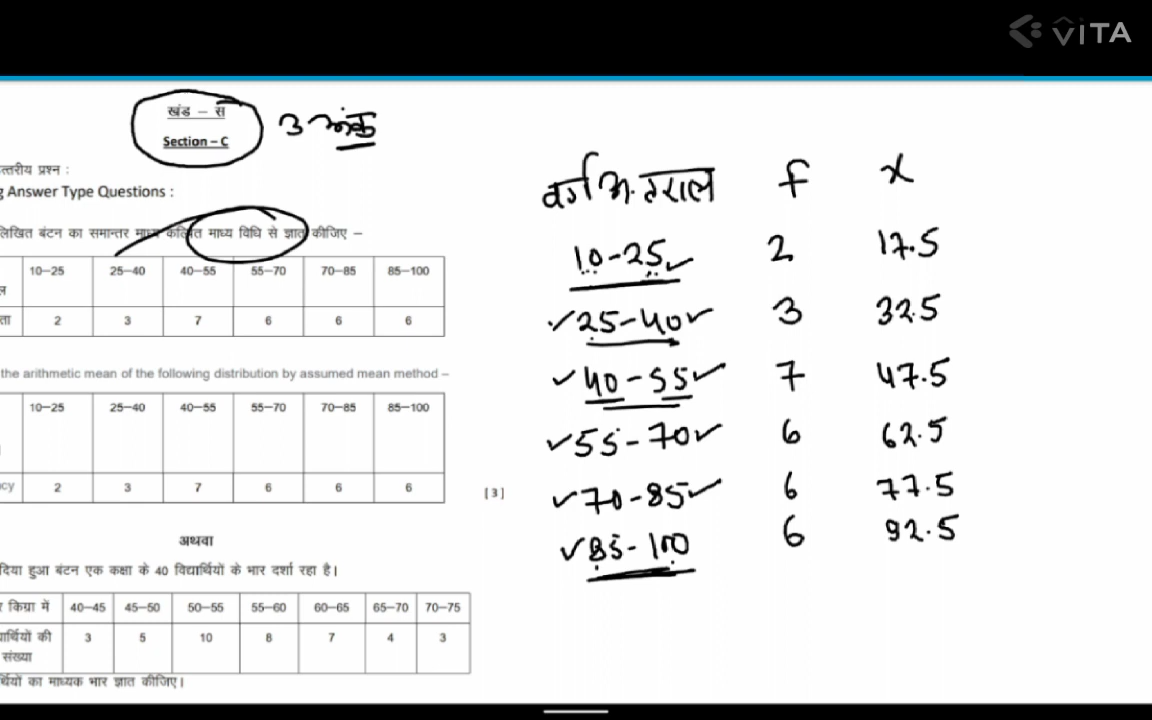 VITA
खंड – स
Section – C
3 अंक
त्तरीय प्रश्न :
g Answer Type Questions :
लिखित बंटन का समान्तर माध्य कल्पित माध्य विधि से ज्ञात कीजिए –
10–25 25–40 40–55 55–70 70–85 85–100
ल
ता 2 3 7 6 6 6
the arithmetic mean of the following distribution by assumed mean method –
10–25 25–40 40–55 55–70 70–85 85–100
cy 2 3 7 6 6 6
[3]
अथवा
दिया हुआ बंटन एक कक्षा के 40 विद्यार्थियों के भार दर्शा रहा है।
र किग्रा में 40–45 45–50 50–55 55–60 60–65 65–70 70–75
ार्थियों की 3 5 10 8 7 4 3
संख्या
र्थियों का माध्यक भार ज्ञात कीजिए।
वर्ग अन्तराल f x
10-25 2 17.5
25-40 3 32.5
40-55 7 47.5
55-70 6 62.5
70-85 6 77.5
85-100 6 92.5